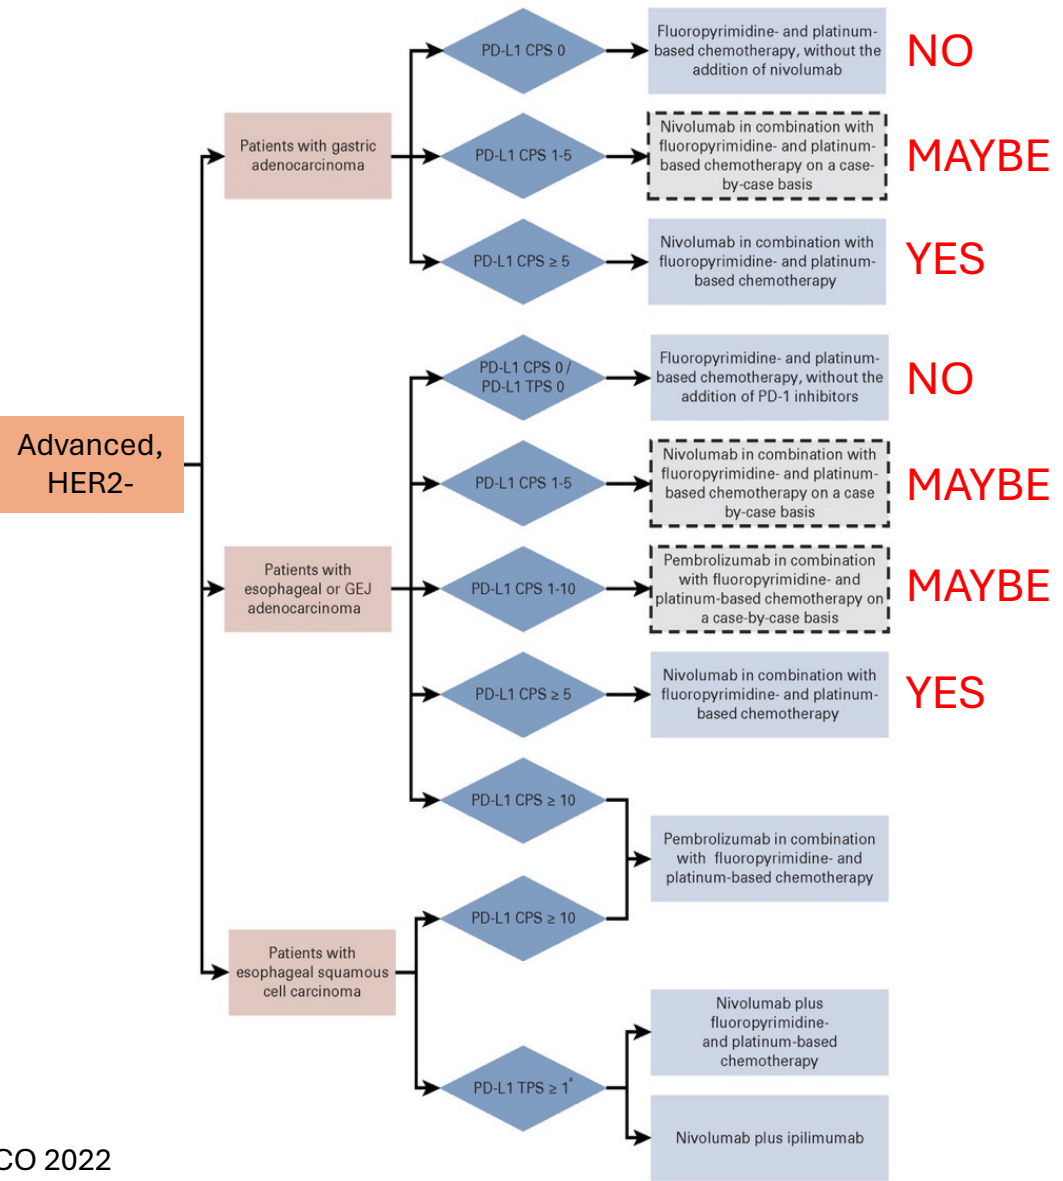 PD-L1 CPS 0
Fluoropyrimidine- and platinum-
based chemotherapy, without the
addition of nivolumab
NO
Patients with gastric
adenocarcinoma
PD-L1 CPS 1-5
Nivolumab in combination with
fluoropyrimidine- and platinum-
based chemotherapy on a case-
by-case basis
MAYBE
PD-L1 CPS ≥ 5
Nivolumab in combination with
fluoropyrimidine- and platinum-
based chemotherapy
YES
PD-L1 CPS 0 /
PD-L1 TPS 0
Fluoropyrimidine- and platinum-
based chemotherapy, without the
addition of PD-1 inhibitors
NO
Advanced,
HER2-
PD-L1 CPS 1-5
Nivolumab in combination with
fluoropyrimidine- and platinum-
based chemotherapy on a case
by-case basis
MAYBE
Patients with
esophageal or GEJ
adenocarcinoma
PD-L1 CPS 1-10
Pembrolizumab in combination
with fluoropyrimidine- and
platinum-based chemotherapy on
a case-by-case basis
MAYBE
PD-L1 CPS ≥ 5
Nivolumab in combination with
fluoropyrimidine- and platinum-
based chemotherapy
YES
PD-L1 CPS ≥ 10
Pembrolizumab in combination
with fluoropyrimidine- and
platinum-based chemotherapy
PD-L1 CPS ≥ 10
Patients with
esophageal squamous
cell carcinoma
Nivolumab plus
fluoropyrimidine-
and platinum-based
chemotherapy
PD-L1 TPS ≥ 1#
Nivolumab plus ipilimumab
CO 2022